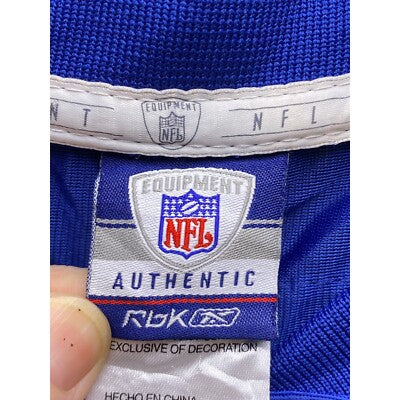 NT EQUIPMENT NFL NFL
EQUIPMENT
NFL
AUTHENTIC
RBK
EXCLUSIVE OF DECORATION
HECHO EN CHINA